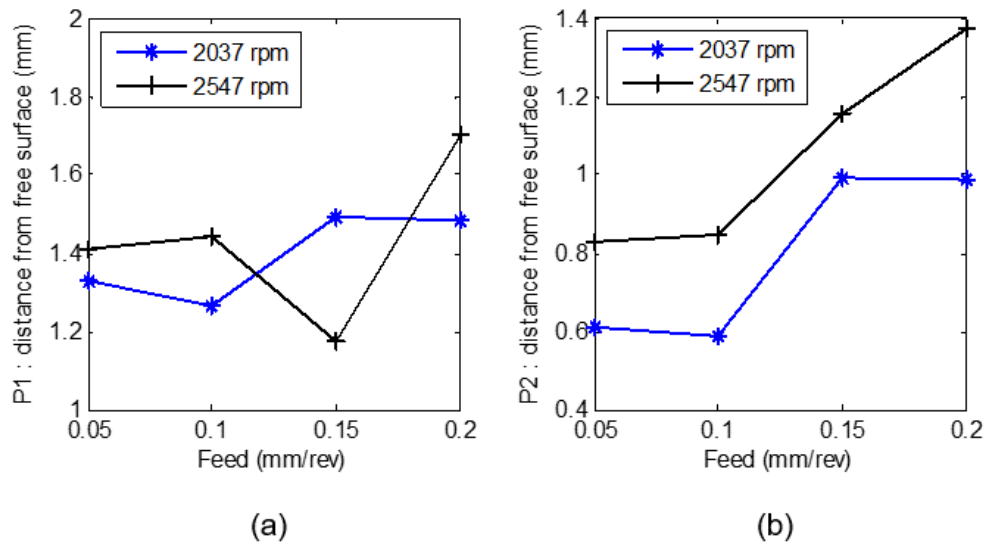 P1 : distance from free surface (mm)
2
1.8
1.6
1.4
1.2
1
2037 rpm
2547 rpm
0.05 0.1 0.15 0.2
Feed (mm/rev)
(a)
P2 : distance from free surface (mm)
1.4
1.2
1
0.8
0.6
0.4
2037 rpm
2547 rpm
0.05 0.1 0.15 0.2
Feed (mm/rev)
(b)